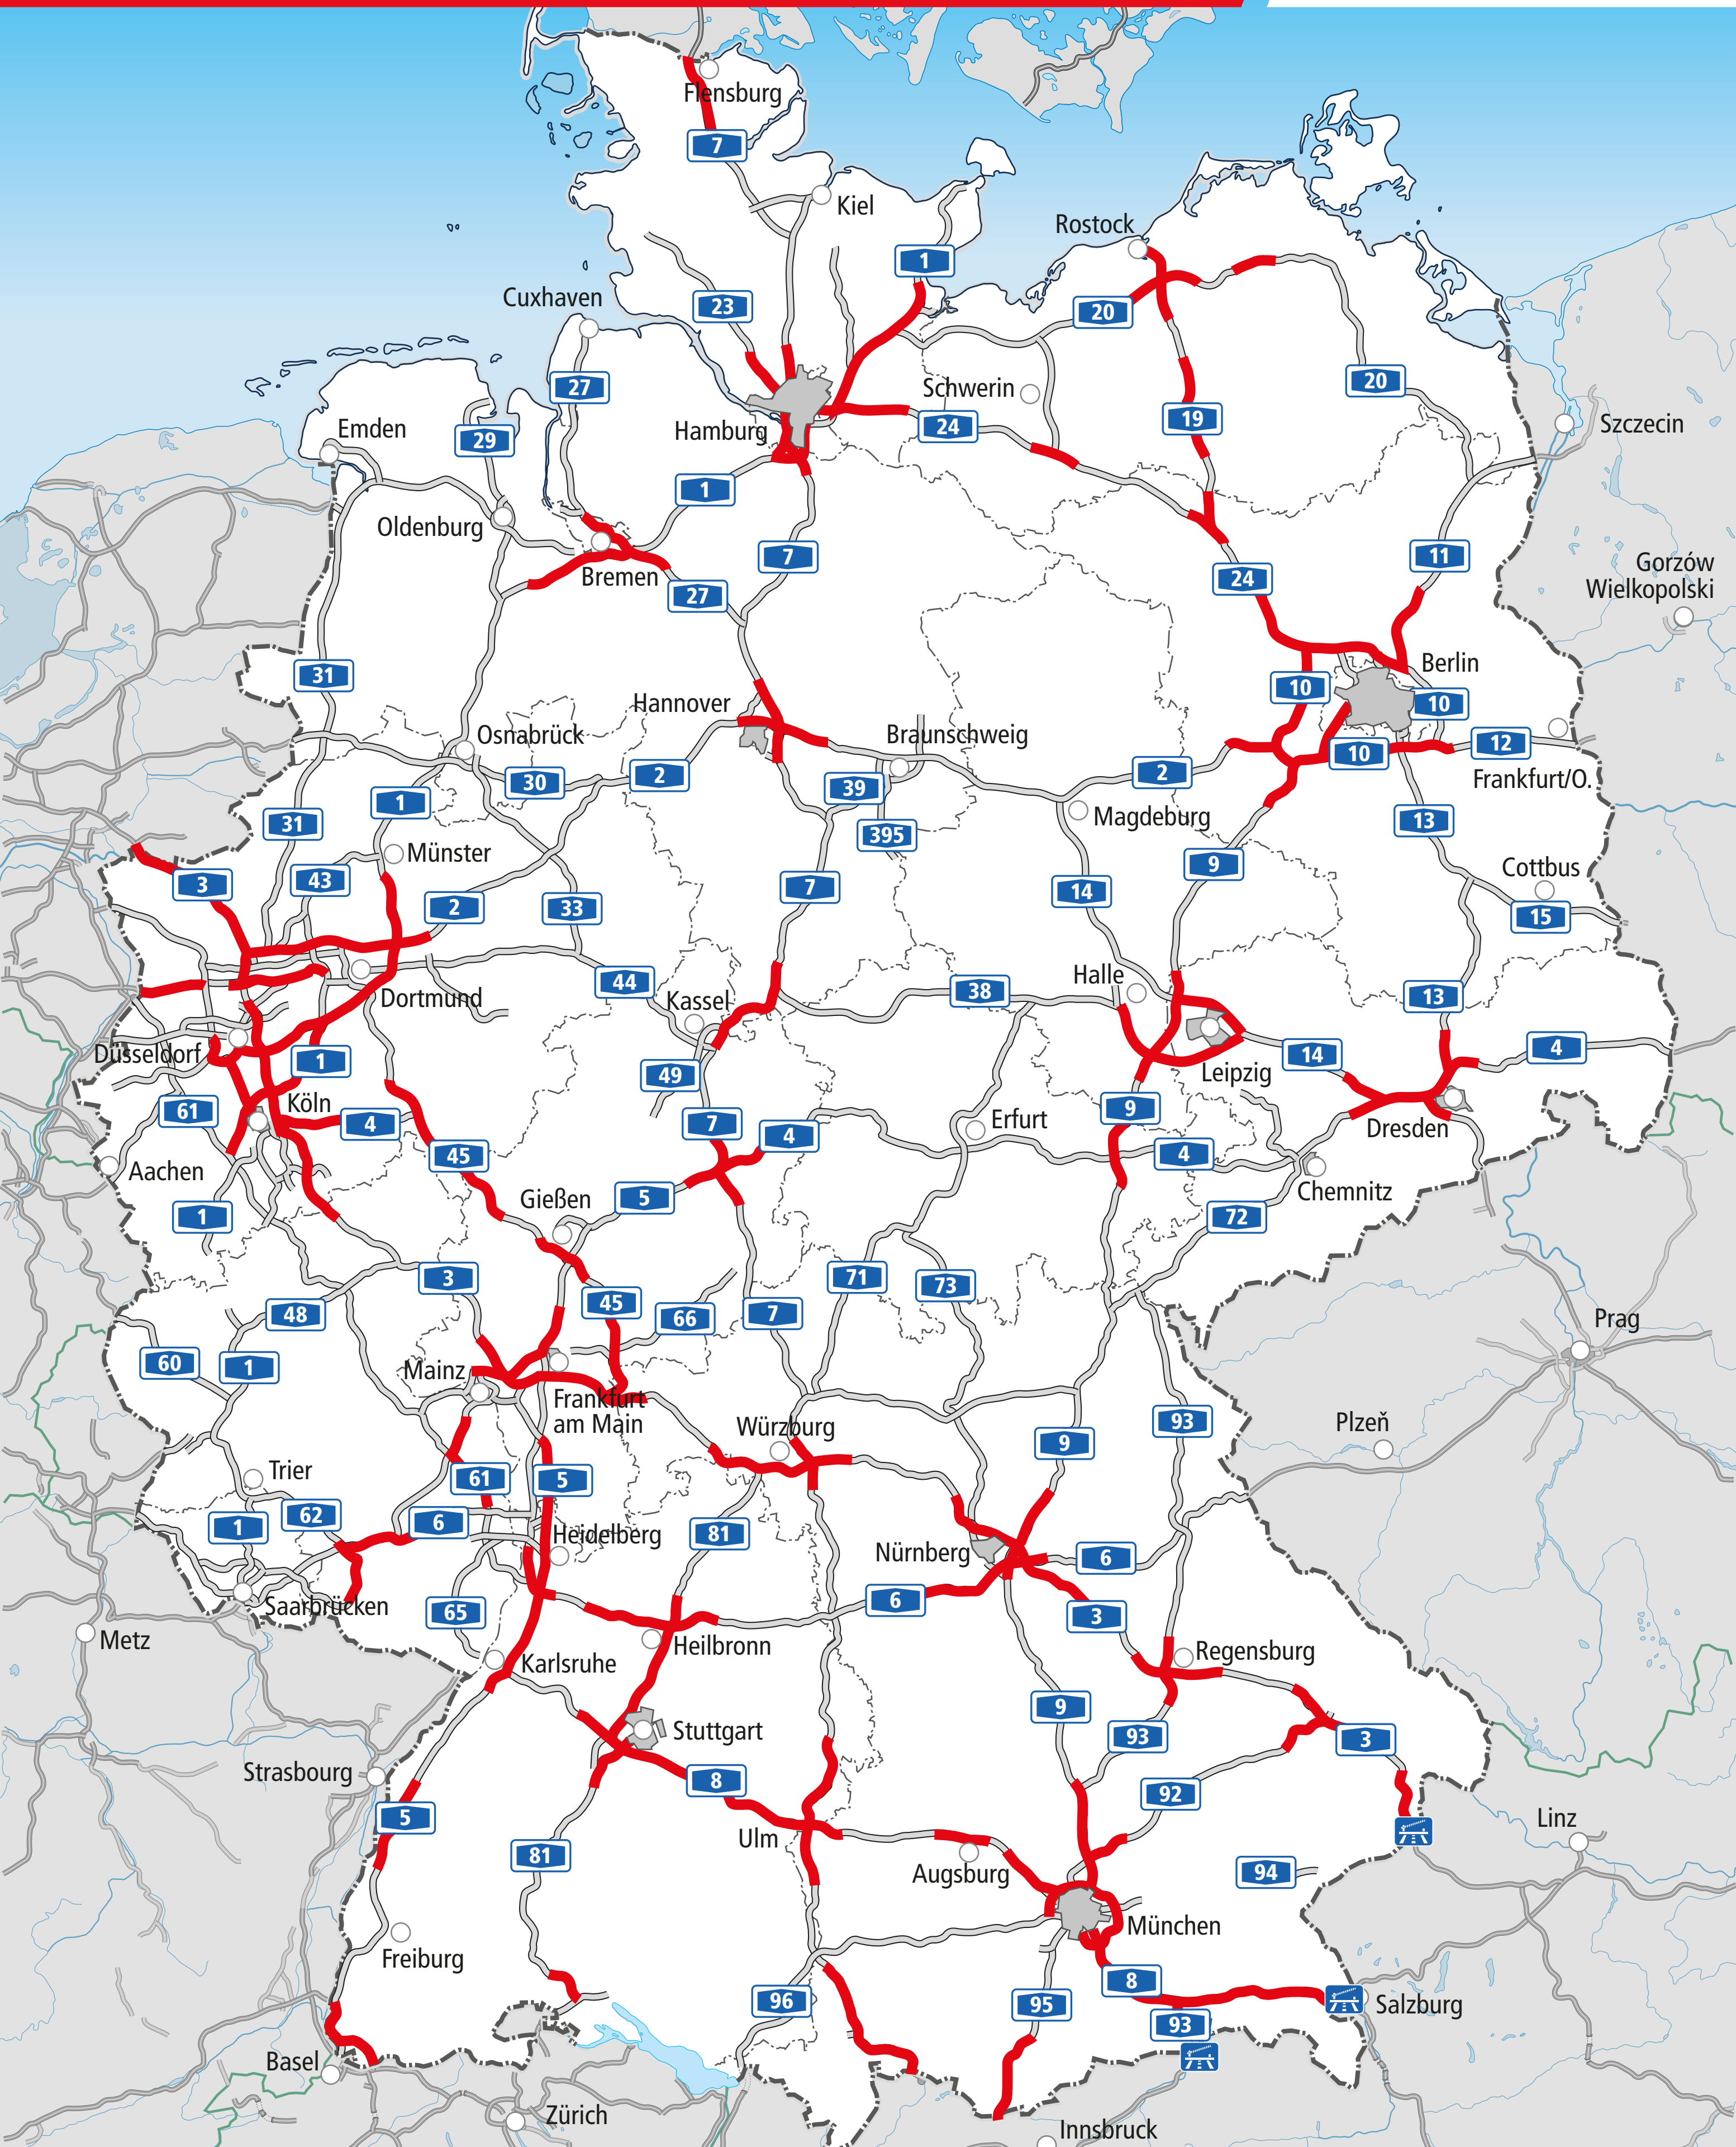 Flensburg
7
Kiel
Rostock
1
Cuxhaven
23
20
27
Schwerin
20
Emden
29
Hamburg
24
19
Szczecin
1
Oldenburg
7
11
Bremen
27
24
Gorzów
Wielkopolski
31
Berlin
10
10
Hannover
Osnabrück
Braunschweig
10
12
30
2
39
2
Frankfurt/O.
1
31
395
Magdeburg
13
Münster
3
43
7
14
9
Cottbus
2
33
15
44
38
Halle
13
Dortmund
Kassel
Düsseldorf
1
49
Leipzig
14
4
61
Köln
4
7
4
Erfurt
9
Dresden
45
4
Aachen
Gießen
5
Chemnitz
1
72
3
71
73
48
45
66
7
Prag
60
1
Mainz
Frankfurt
am Main
Würzburg
93
Plzeň
9
Trier
61
5
1
62
6
Heidelberg
81
Nürnberg
6
Saarbrücken
65
6
3
Metz
Heilbronn
Karlsruhe
Regensburg
9
Stuttgart
93
3
Strasbourg
8
92
5
Ulm
Linz
81
Augsburg
94
München
Freiburg
8
96
95
Salzburg
93
Basel
Zürich
Innsbruck